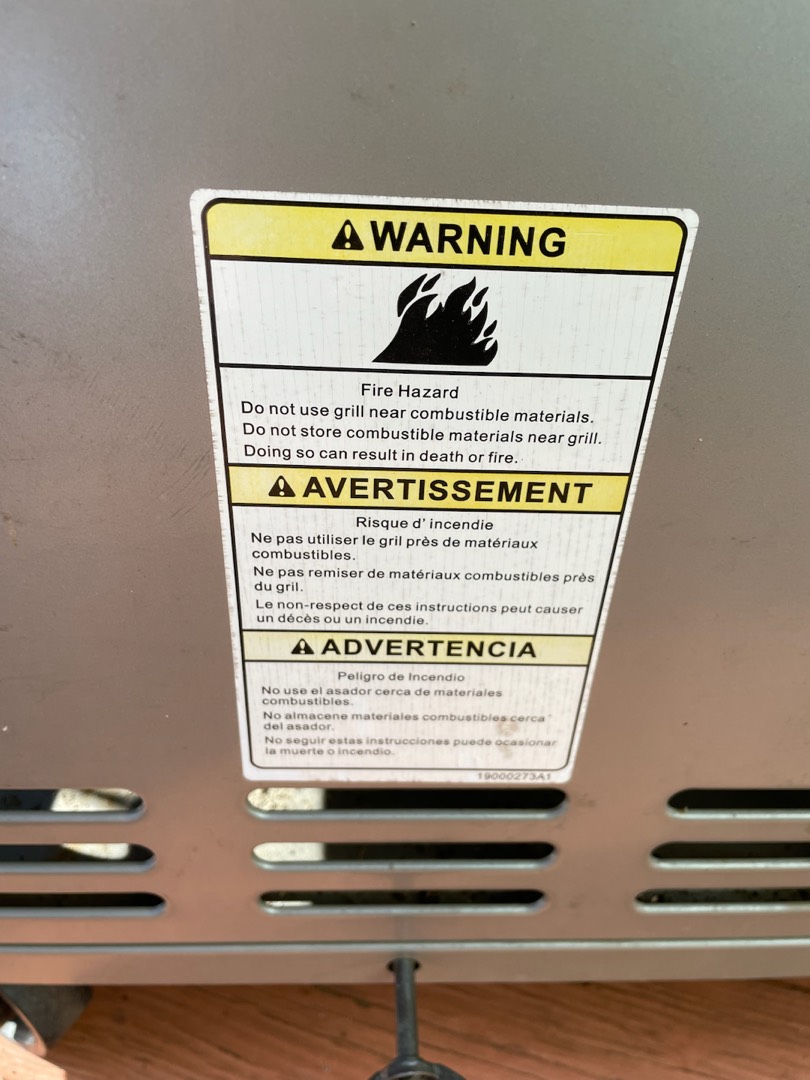 ⚠WARNING
Fire Hazard
Do not use grill near combustible materials.
Do not store combustible materials near grill.
Doing so can result in death or fire.
⚠AVERTISSEMENT
Risque d' incendie
Ne pas utiliser le gril près de matériaux
combustibles.
Ne pas remiser de matériaux combustibles près
du gril.
Le non-respect de ces instructions peut causer
un décès ou un incendie.
⚠ADVERTENCIA
Peligro de Incendio
No use el asador cerca de materiales
combustibles.
No almacene materiales combustibles cerca
del asador.
No seguir estas instrucciones puede ocasionar
la muerte o incendio.
19000273A1